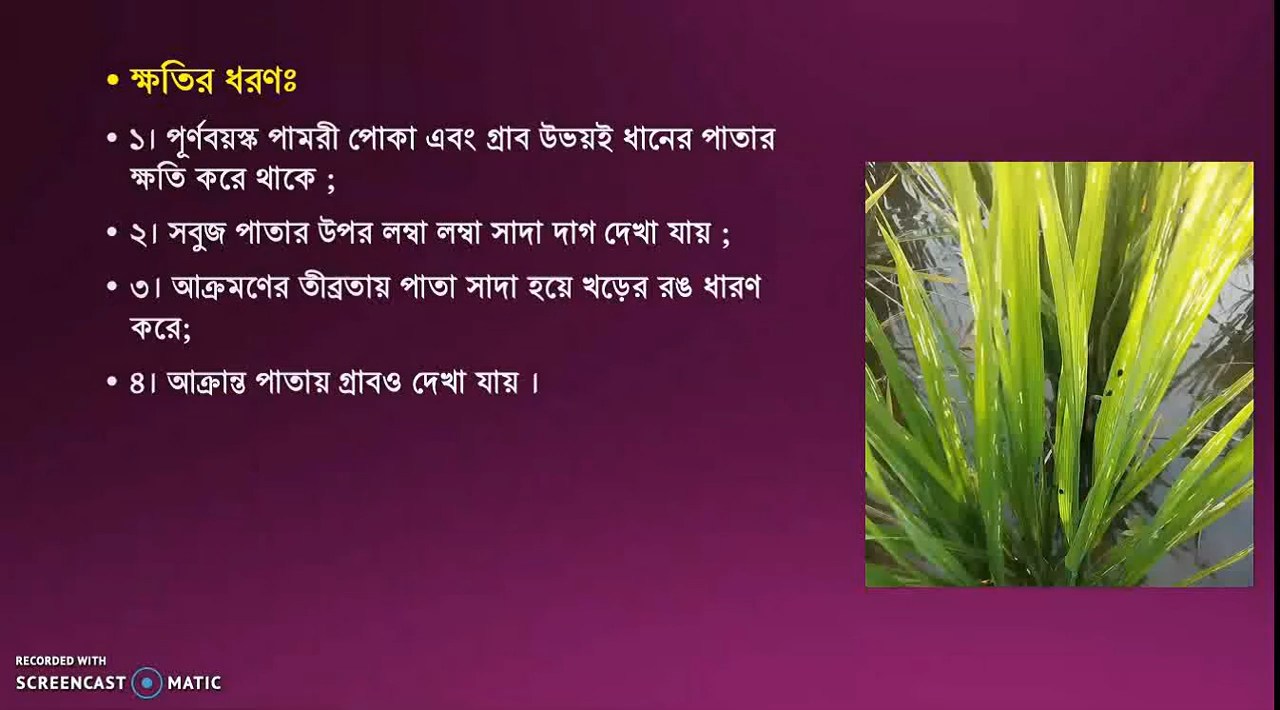 • ক্ষতির ধরণঃ
• ১। পূর্ণবয়স্ক পামরী পোকা এবং গ্রাব উভয়ই ধানের পাতার
ক্ষতি করে থাকে ;
• ২। সবুজ পাতার উপর লম্বা লম্বা সাদা দাগ দেখা যায় ;
• ৩। আক্রমণের তীব্রতায় পাতা সাদা হয়ে খড়ের রঙ ধারণ
করে;
• ৪। আক্রান্ত পাতায় গ্রাবও দেখা যায় ।
RECORDED WITH
SCREENCAST MATIC